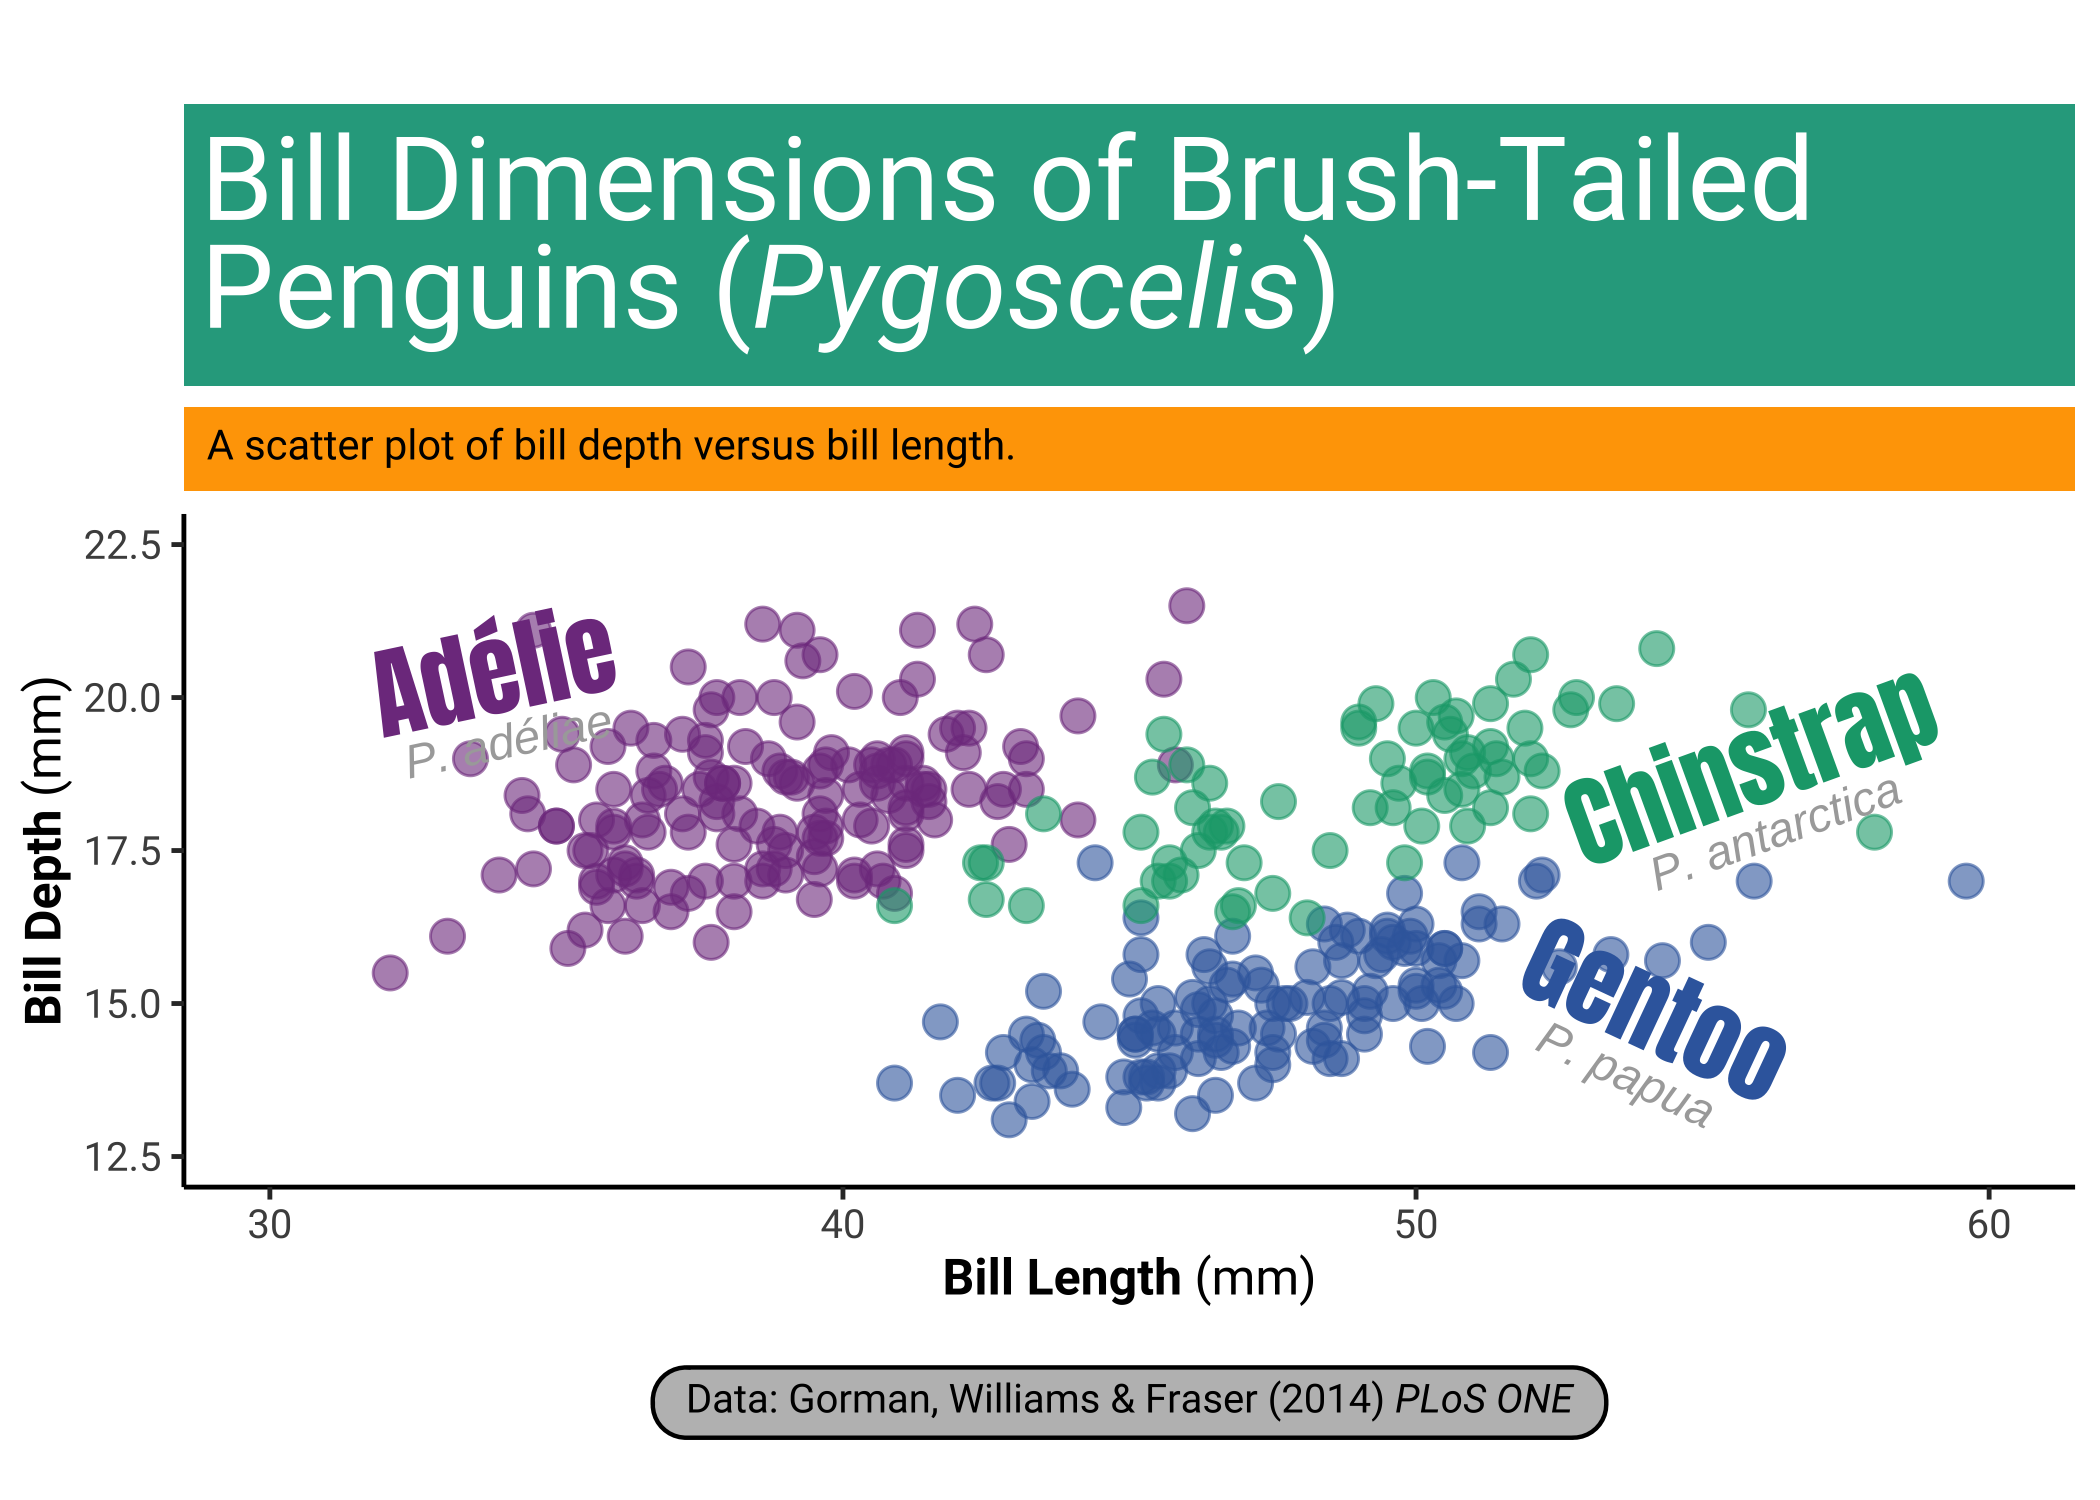 Bill Dimensions of Brush-Tailed
Penguins (Pygoscelis)
A scatter plot of bill depth versus bill length.
22.5
20.0
17.5
15.0
12.5
Bill Depth (mm)
Adélie
P. adéliae
Chinstrap
P. antarctica
Gentoo
P. papua
30
40
50
60
Bill Length (mm)
Data: Gorman, Williams & Fraser (2014) PLoS ONE